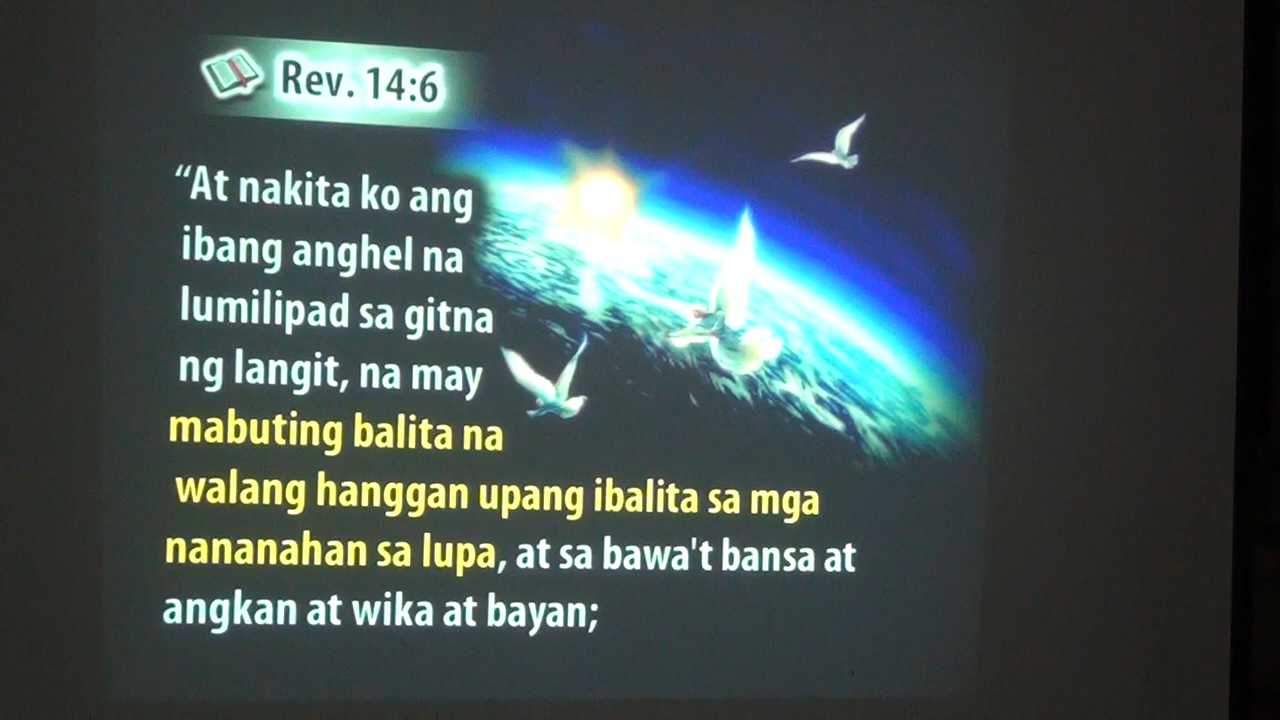 Rev. 14:6
“At nakita ko ang
ibang anghel na
lumilipad sa gitna
ng langit, na may
mabuting balita na
walang hanggan upang ibalita sa mga
nananahan sa lupa, at sa bawa't bansa at
angkan at wika at bayan;